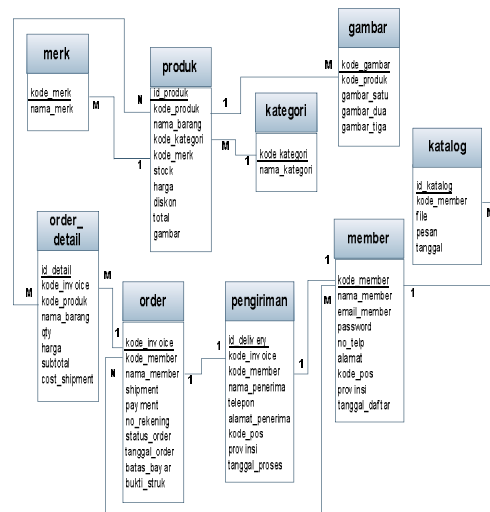 merk
kode_merk
nama_merk
M
produk
id_produk
kode_produk
nama_barang
kode_kategori
kode_merk
stock
harga
diskon
total
gambar
N
1
1
M
gambar
kode_gambar
kode_produk
gambar_satu
gambar_dua
gambar_tiga
M
kategori
kode_kategori
nama_kategori
1
katalog
id_katalog
kode_member
file
pesan
tanggal
M
order_
detail
id_detail
kode_invoice
kode_produk
nama_barang
qty
harga
subtotal
cost_shipment
M
M
order
kode_invoice
kode_member
nama_member
shipment
payment
no_rekening
status_order
tanggal_order
batas_bayar
bukti_struk
1
N
1
pengiriman
id_delivery
kode_invoice
kode_member
nama_penerima
telepon
alamat_penerima
kode_pos
provinsi
tanggal_proses
1
1
member
kode_member
nama_member
email_member
password
no_telp
alamat
kode_pos
provinsi
tanggal_daftar
1
M
1